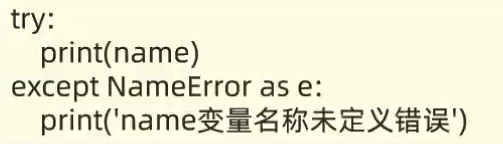 try:
    print(name)
except NameError as e:
    print('name变量名称未定义错误')